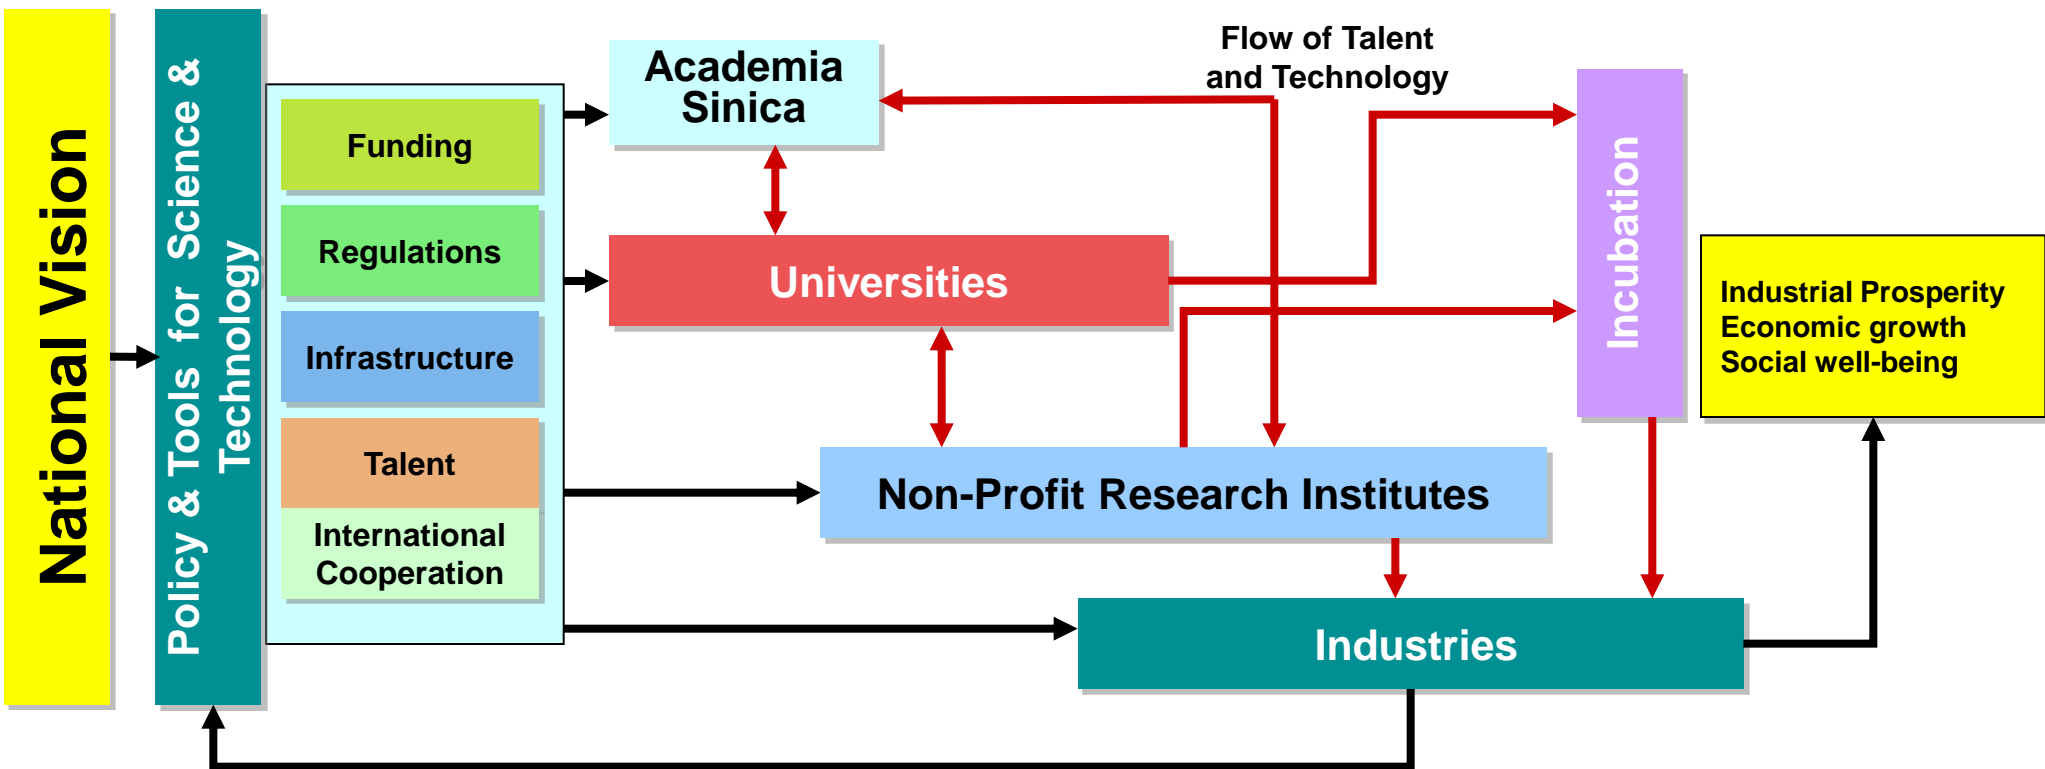 National Vision
Policy & Tools for Science &
Technology
Funding
Regulations
Infrastructure
Talent
International
Cooperation
Academia
Sinica
Universities
Non-Profit Research Institutes
Industries
Flow of Talent
and Technology
Incubation
Industrial Prosperity
Economic growth
Social well-being